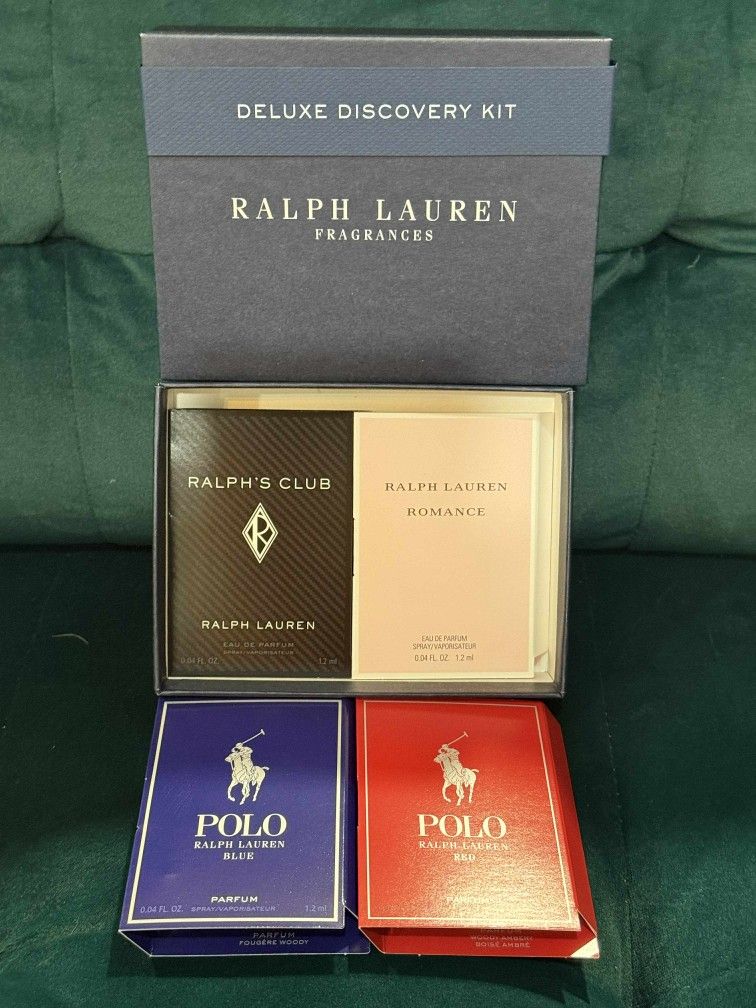 DELUXE DISCOVERY KIT
RALPH LAUREN
FRAGRANCES
RALPH'S CLUB
R
RALPH LAUREN
EAU DE PARFUM
SPRAY/VAPORISATEUR
0.04 FL. OZ. 1.2 ml
RALPH LAUREN
ROMANCE
EAU DE PARFUM
SPRAY/VAPORISATEUR
0.04 FL. OZ. 1.2 ml
POLO
RALPH LAUREN
BLUE
PARFUM
0.04 FL. OZ. SPRAY/VAPORISATEUR 1.2 ml
PARFUM
FOUGÈRE WOODY
POLO
RALPH LAUREN
RED
PARFUM
WOODY AMBERY
BOISÉ AMBRÉ